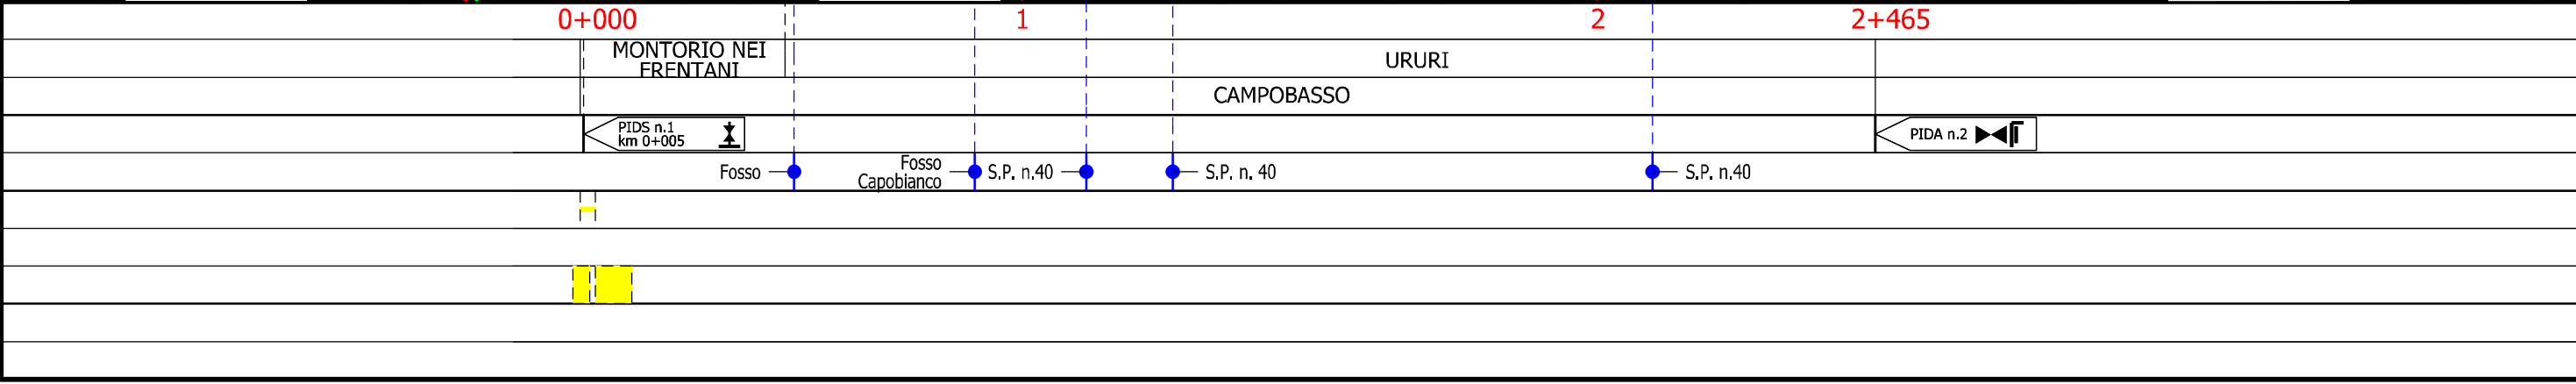 0+000 1 2 2+465
MONTORIO NEI
FRENTANI
URURI
CAMPOBASSO
PIDS n.1
km 0+005
PIDA n.2
Fosso
Fosso
Capobianco
S.P. n.40
S.P. n. 40
S.P. n.40